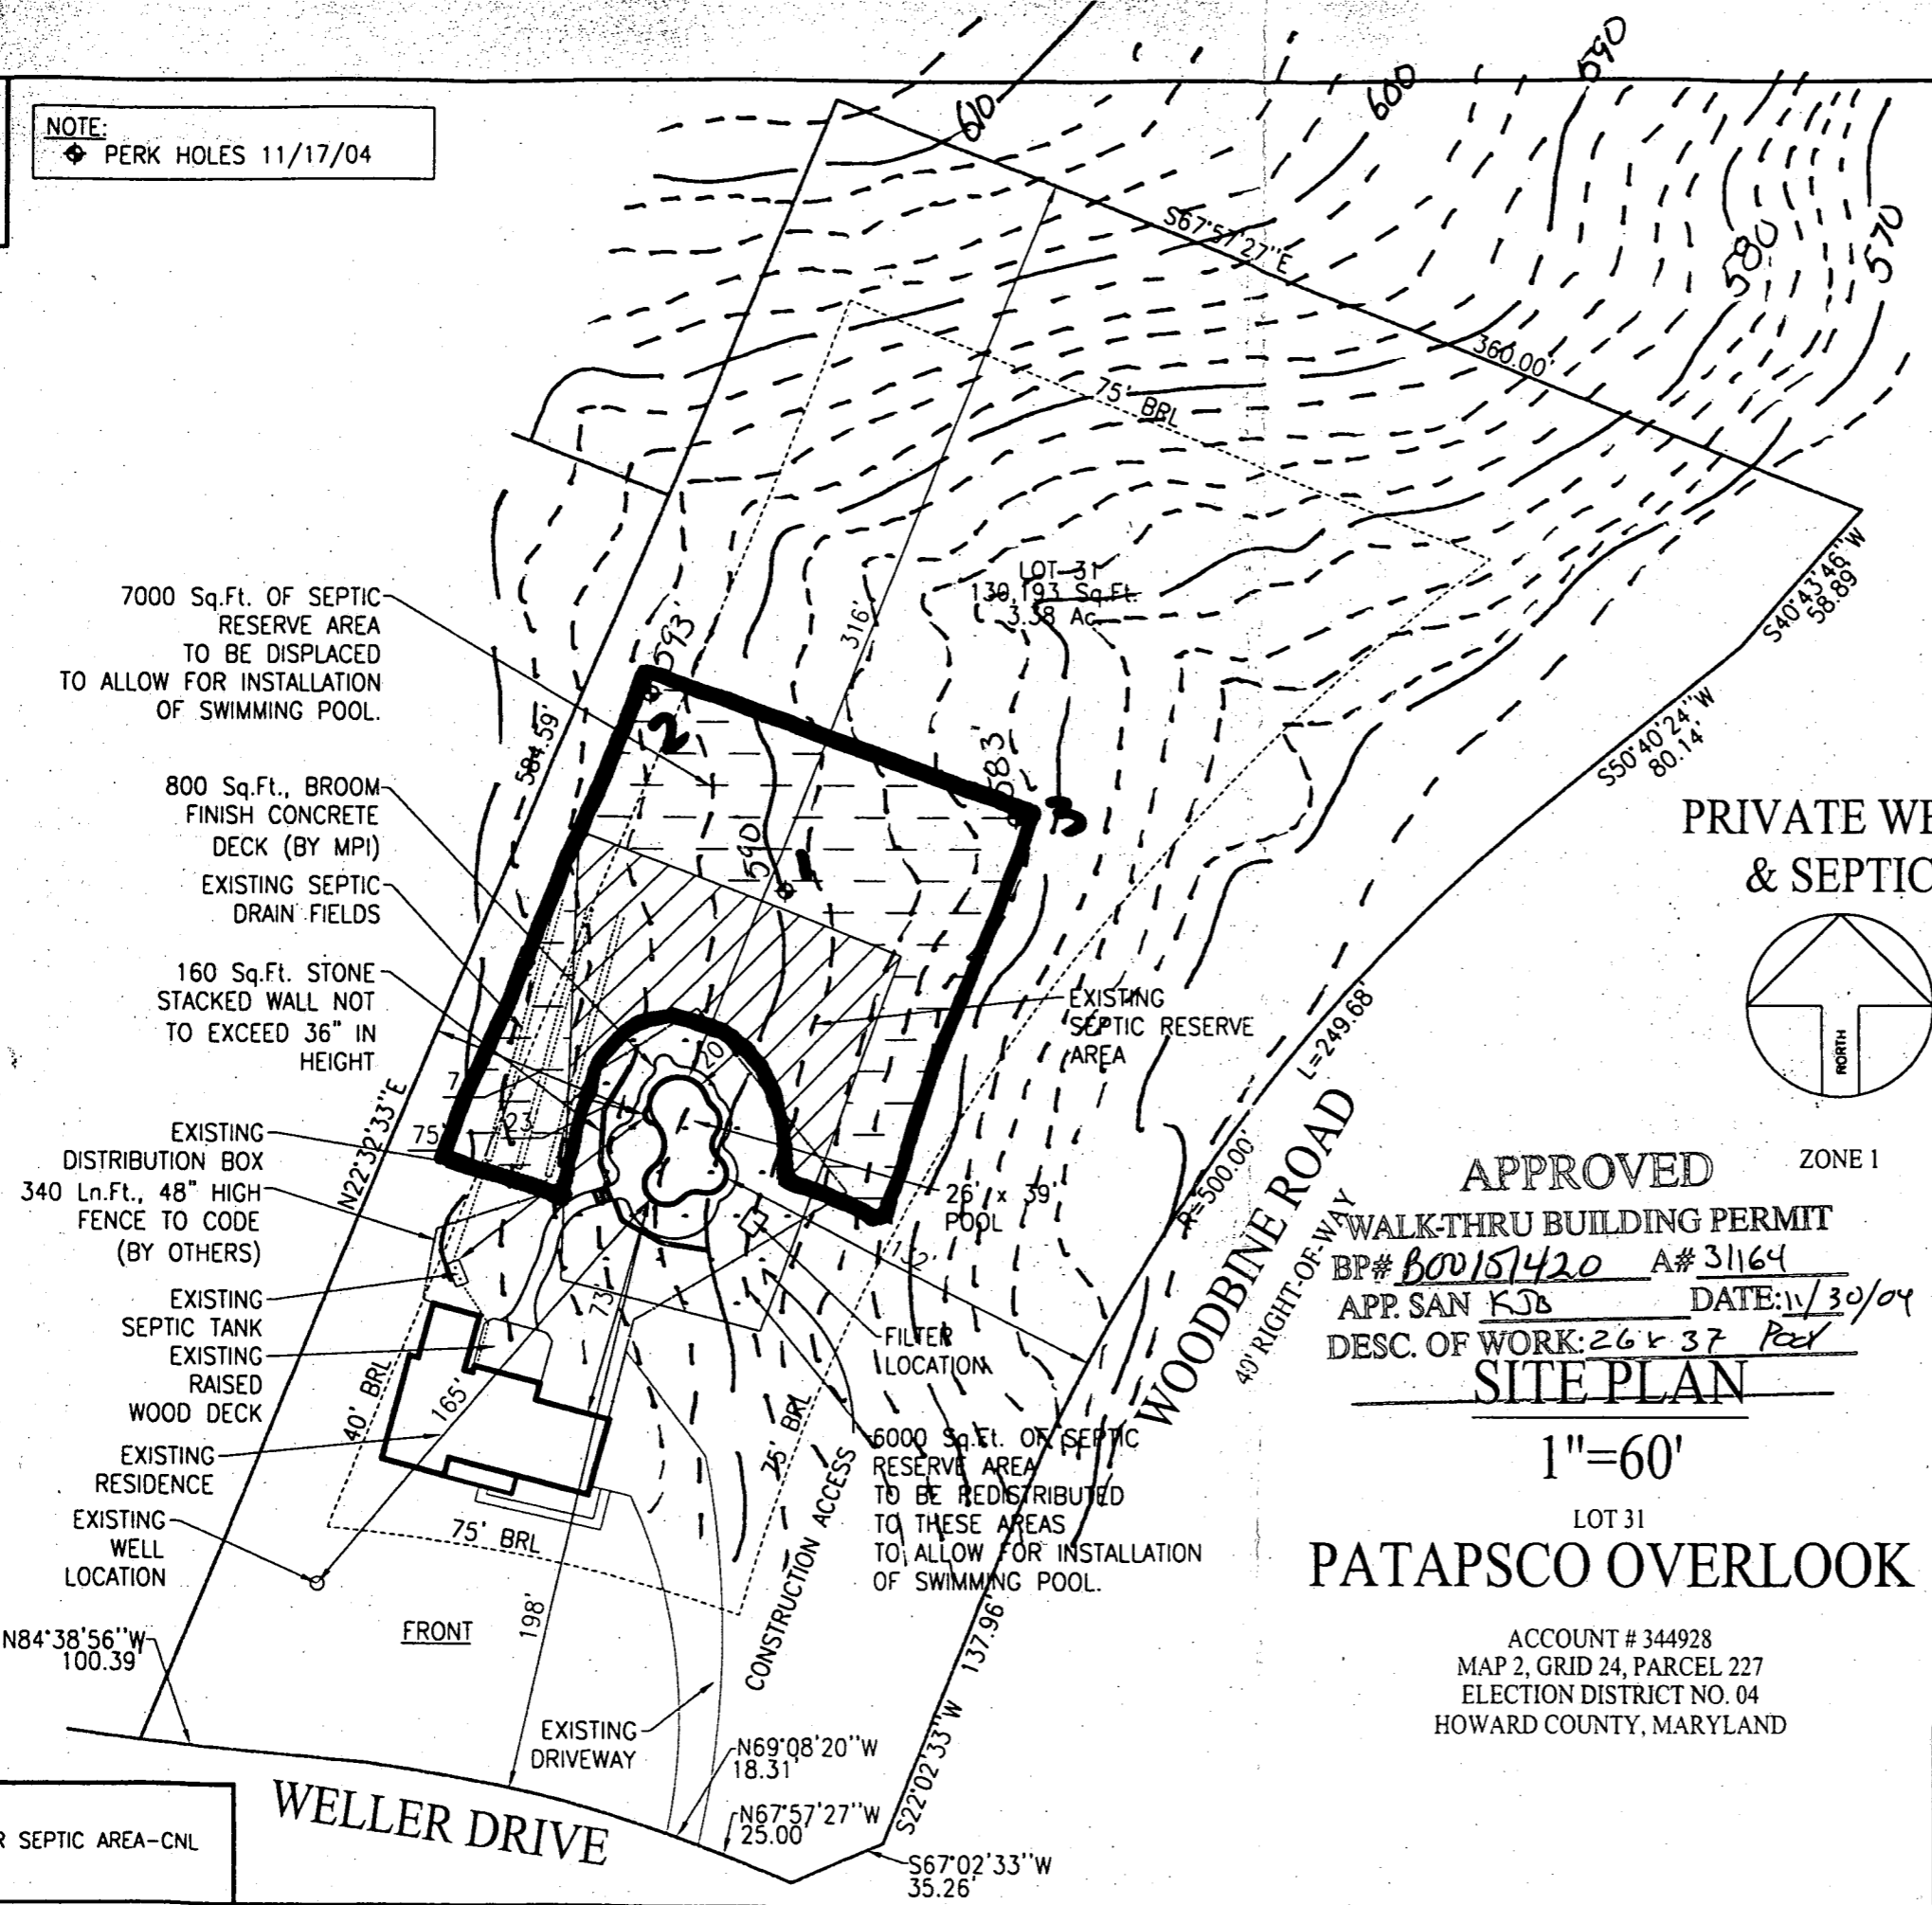 NOTE:
PERK HOLES 11/17/04
610
600
590
580
570
S67°57'27"E
360.00'
75' BRL
S40°43'46"W
58.89'
S50°40'24"W
80.14'
LOT 31
130,193 Sq.Ft.
3.38 Ac.
316'
593'
583'
590
2
1
3
584.59'
7000 Sq.Ft. OF SEPTIC
RESERVE AREA
TO BE DISPLACED
TO ALLOW FOR INSTALLATION
OF SWIMMING POOL.
800 Sq.Ft., BROOM
FINISH CONCRETE
DECK (BY MPI)
EXISTING SEPTIC
DRAIN FIELDS
160 Sq.Ft. STONE
STACKED WALL NOT
TO EXCEED 36" IN
HEIGHT
EXISTING
DISTRIBUTION BOX
340 Ln.Ft., 48" HIGH
FENCE TO CODE
(BY OTHERS)
EXISTING
SEPTIC TANK
EXISTING
RAISED
WOOD DECK
EXISTING
RESIDENCE
EXISTING
WELL
LOCATION
N84°38'56"W
100.39'
N22°32'33"E
7
75'
23
20
40' BRL
165'
73'
75' BRL
75' BRL
198'
FRONT
EXISTING
SEPTIC RESERVE
AREA
26' x 39'
POOL
132'
FILTER
LOCATION
6000 Sq.Ft. OF SEPTIC
RESERVE AREA
TO BE REDISTRIBUTED
TO THESE AREAS
TO ALLOW FOR INSTALLATION
OF SWIMMING POOL.
CONSTRUCTION ACCESS
EXISTING
DRIVEWAY
N69°08'20"W
18.31'
N67°57'27"W
25.00'
S67°02'33"W
35.26'
S22°02'33"W 137.96'
R=500.00'
L=249.68'
WOODBINE ROAD
40' RIGHT-OF-WAY
WELLER DRIVE
R SEPTIC AREA-CNL
PRIVATE WE
& SEPTIC
NORTH
ZONE 1
APPROVED
WALK-THRU BUILDING PERMIT
BP# B00151420 A# 31164
APP. SAN KJB DATE: 11/30/04
DESC. OF WORK: 26 x 37 Pool
SITE PLAN
1"=60'
LOT 31
PATAPSCO OVERLOOK
ACCOUNT # 344928
MAP 2, GRID 24, PARCEL 227
ELECTION DISTRICT NO. 04
HOWARD COUNTY, MARYLAND